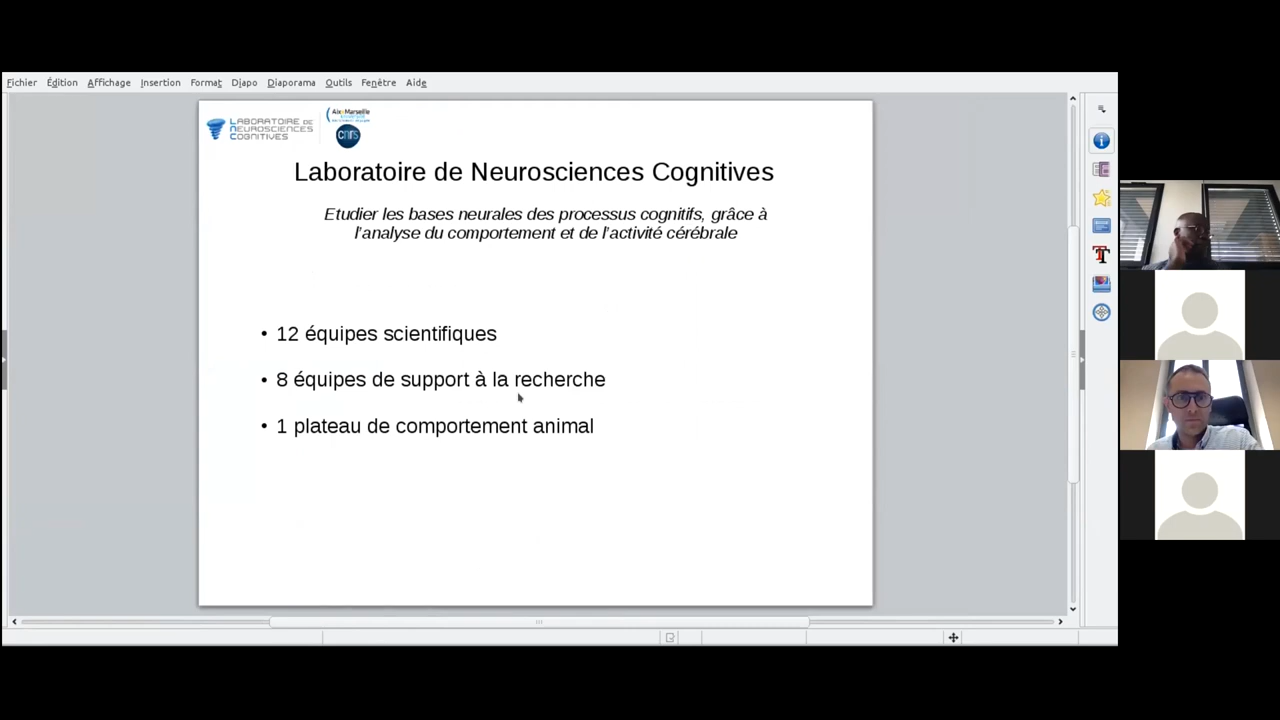 Fichier Édition Affichage Insertion Format Diapo Diaporama Outils Fenêtre Aide
LABORATOIRE DE
NEUROSCIENCES
COGNITIVES
Aix Marseille
université
cnrs
Laboratoire de Neurosciences Cognitives
Etudier les bases neurales des processus cognitifs, grâce à
l'analyse du comportement et de l'activité cérébrale
• 12 équipes scientifiques
• 8 équipes de support à la recherche
• 1 plateau de comportement animal